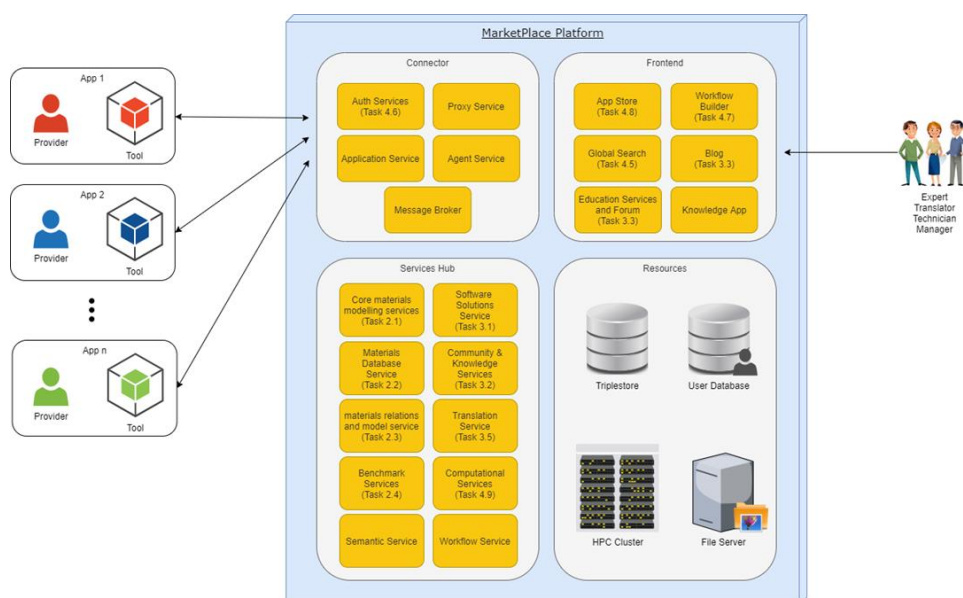 MarketPlace Platform
App 1
Provider
Tool
App 2
Provider
Tool
App n
Provider
Tool
Connector
Auth Services
(Task 4.6)
Proxy Service
Application Service
Agent Service
Message Broker
Frontend
App Store
(Task 4.8)
Workflow
Builder
(Task 4.7)
Global Search
(Task 4.5)
Blog
(Task 3.3)
Education Services
and Forum
(Task 3.3)
Knowledge App
Expert
Translator
Technician
Manager
Services Hub
Core materials
modelling services
(Task 2.1)
Software
Solutions
Service
(Task 3.1)
Materials
Database
Service
(Task 2.2)
Community &
Knowledge
Services
(Task 3.2)
materials relations
and model service
(Task 2.3)
Translation
Service
(Task 3.5)
Benchmark
Services
(Task 2.4)
Computational
Services
(Task 4.9)
Semantic Service
Workflow Service
Resources
Triplestore
User Database
HPC Cluster
File Server